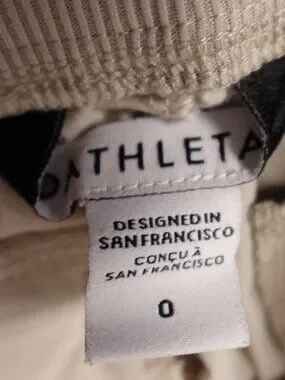 ATHLETA
DESIGNED IN
SAN FRANCISCO
CONÇU À
SAN FRANCISCO
0